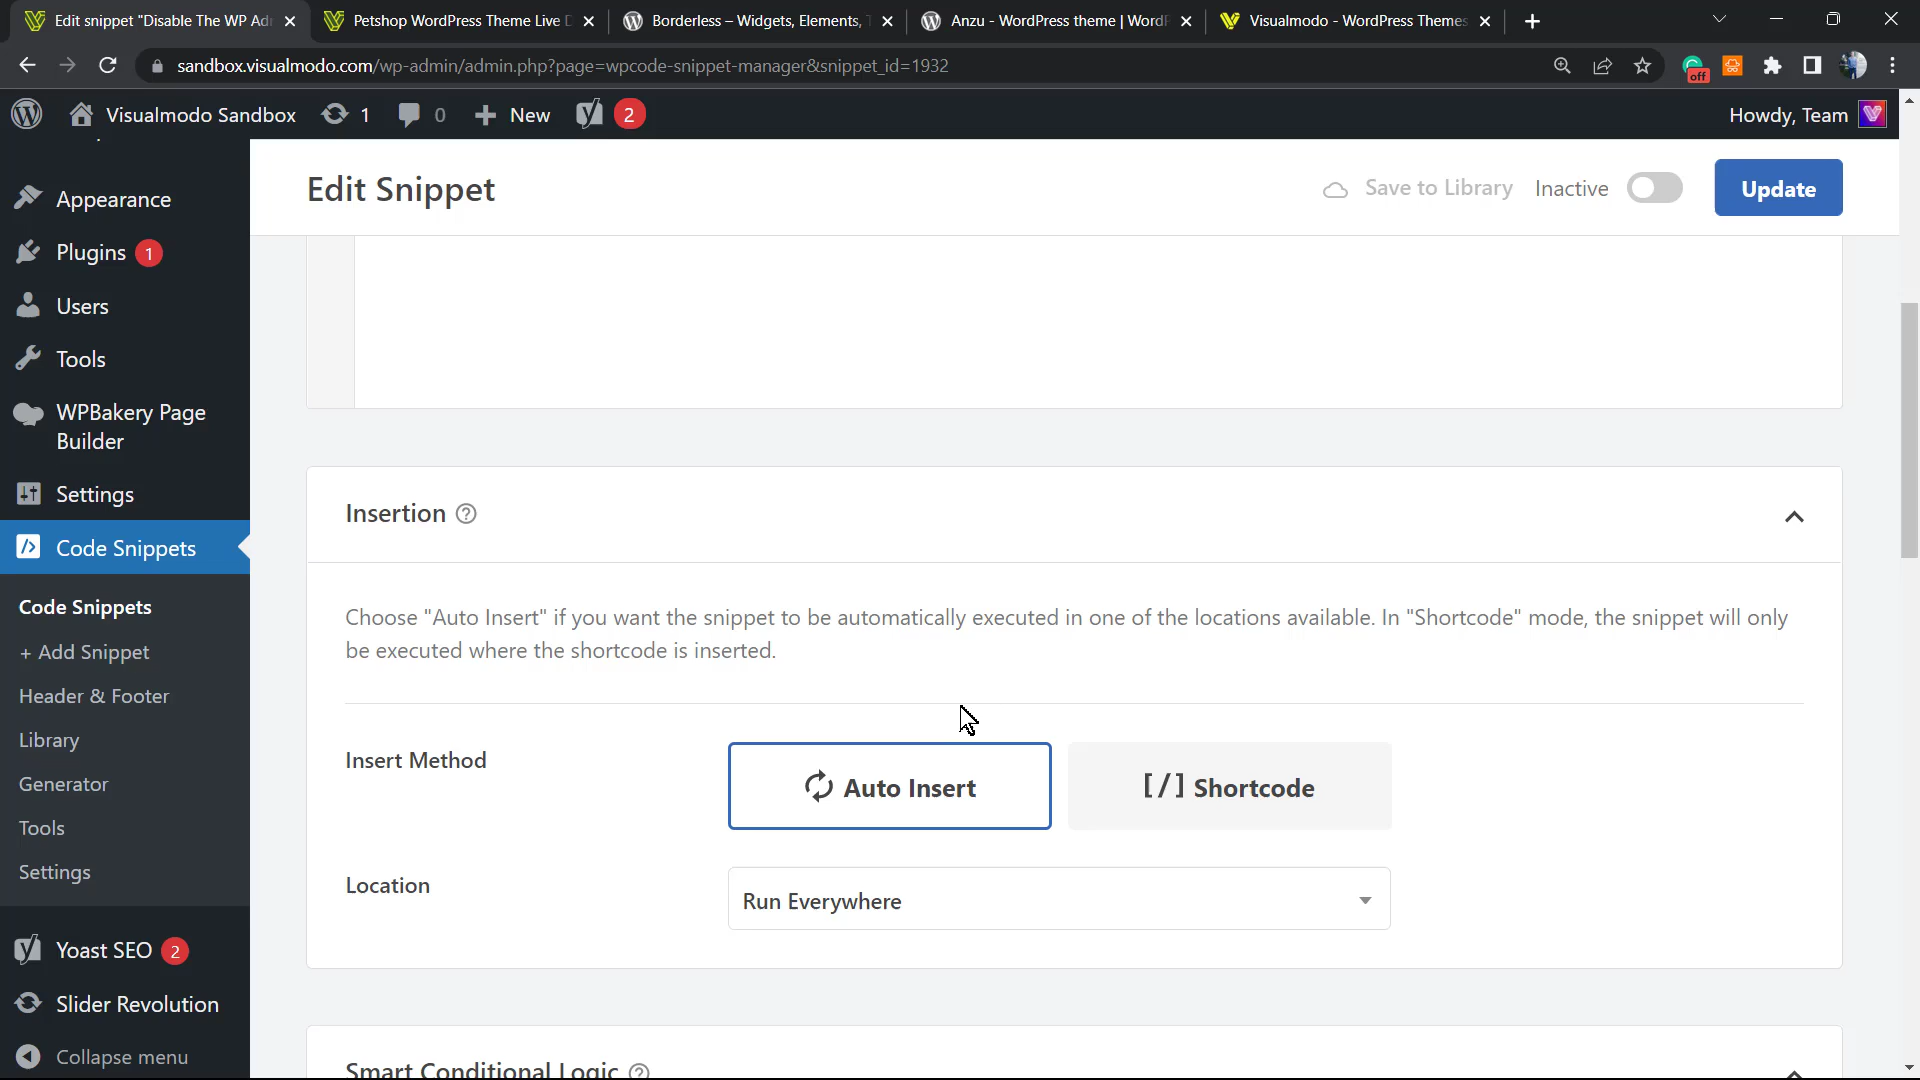 Edit snippet "Disable The WP Ad
Petshop WordPress Theme Live D
Borderless – Widgets, Elements, T
Anzu - WordPress theme | WordP
Visualmodo - WordPress Themes
sandbox.visualmodo.com/wp-admin/admin.php?page=wpcode-snippet-manager&snippet_id=1932
off
Visualmodo Sandbox
1
0
New
2
Howdy, Team
Appearance
Plugins 1
Users
Tools
WPBakery Page
Builder
Settings
Code Snippets
Code Snippets
+ Add Snippet
Header & Footer
Library
Generator
Tools
Settings
Yoast SEO 2
Slider Revolution
Collapse menu
Edit Snippet
Save to Library
Inactive
Update
Insertion
Choose "Auto Insert" if you want the snippet to be automatically executed in one of the locations available. In "Shortcode" mode, the snippet will only
be executed where the shortcode is inserted.
Insert Method
Auto Insert
[/] Shortcode
Location
Run Everywhere
Smart Conditional Logic